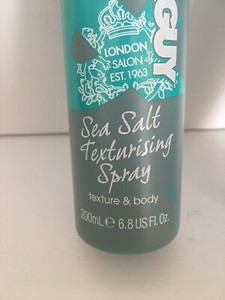 GUY
LONDON
SALON
EST. 1963
Sea Salt
Texturising
Spray
texture & body
200mL e 6.8 US Fl. Oz.